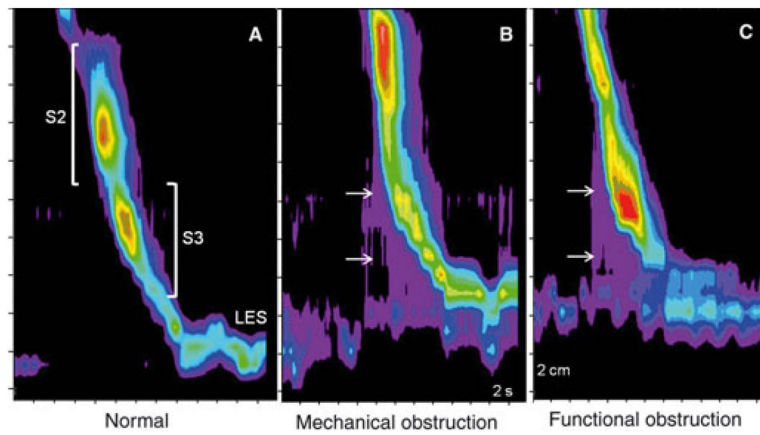 A
B
C
S2
S3
LES
2 s
2 cm
Normal
Mechanical obstruction
Functional obstruction